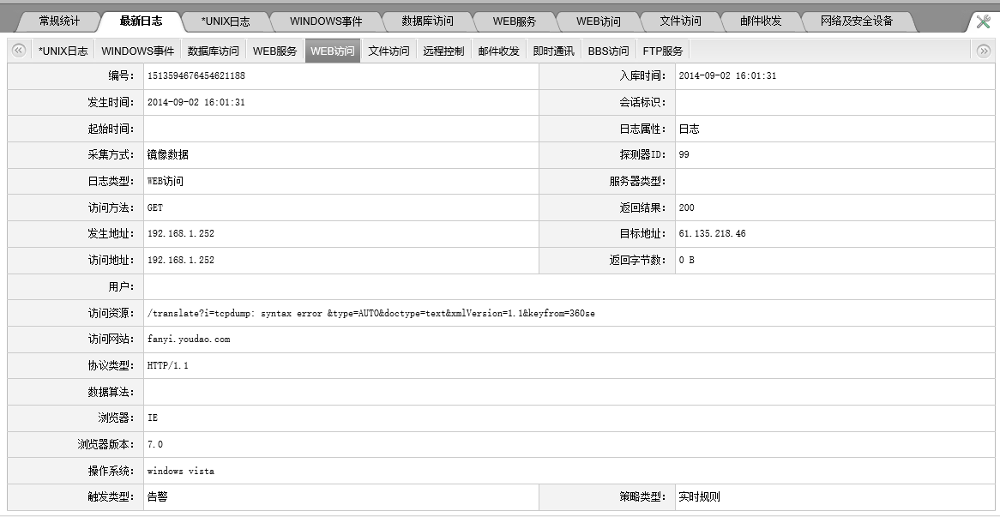 常规统计 最新日志 *UNIX日志 WINDOWS事件 数据库访问 WEB服务 WEB访问 文件访问 邮件收发 网络及安全设备
*UNIX日志 WINDOWS事件 数据库访问 WEB服务 WEB访问 文件访问 远程控制 邮件收发 即时通讯 BBS访问 FTP服务
编号： 1513594676454621188 入库时间： 2014-09-02 16:01:31
发生时间： 2014-09-02 16:01:31 会话标识：
起始时间： 日志属性： 日志
采集方式： 镜像数据 探测器ID： 99
日志类型： WEB访问 服务器类型：
访问方法： GET 返回结果： 200
发生地址： 192.168.1.252 目标地址： 61.135.218.46
访问地址： 192.168.1.252 返回字节数： 0 B
用户：
访问资源： /translate?i=tcpdump: syntax error &type=AUTO&doctype=text&xmlVersion=1.1&keyfrom=360se
访问网站： fanyi.youdao.com
协议类型： HTTP/1.1
数据算法：
浏览器： IE
浏览器版本： 7.0
操作系统： windows vista
触发类型： 告警 策略类型： 实时规则